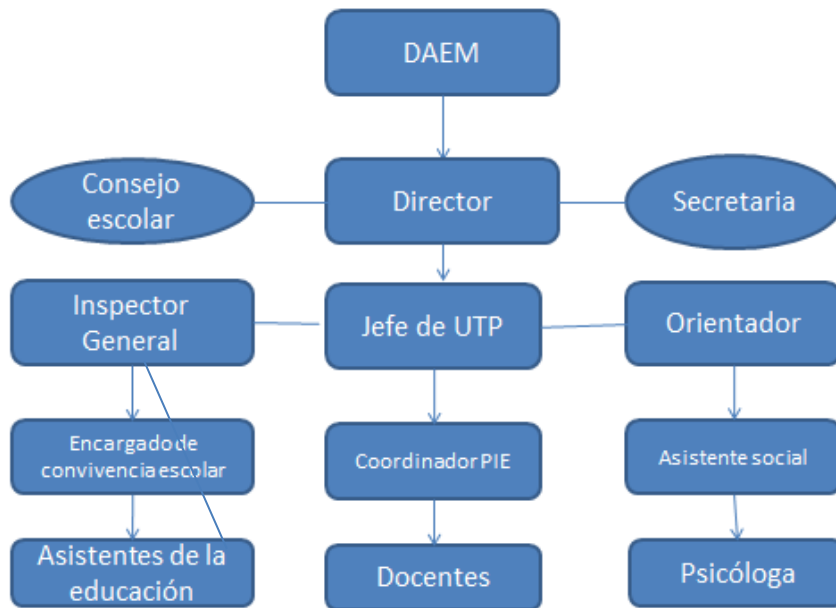 DAEM
Consejo
escolar
Director
Secretaria
Inspector
General
Jefe de UTP
Orientador
Encargado de
convivencia escolar
Coordinador PIE
Asistente social
Asistentes de la
educación
Docentes
Psicóloga